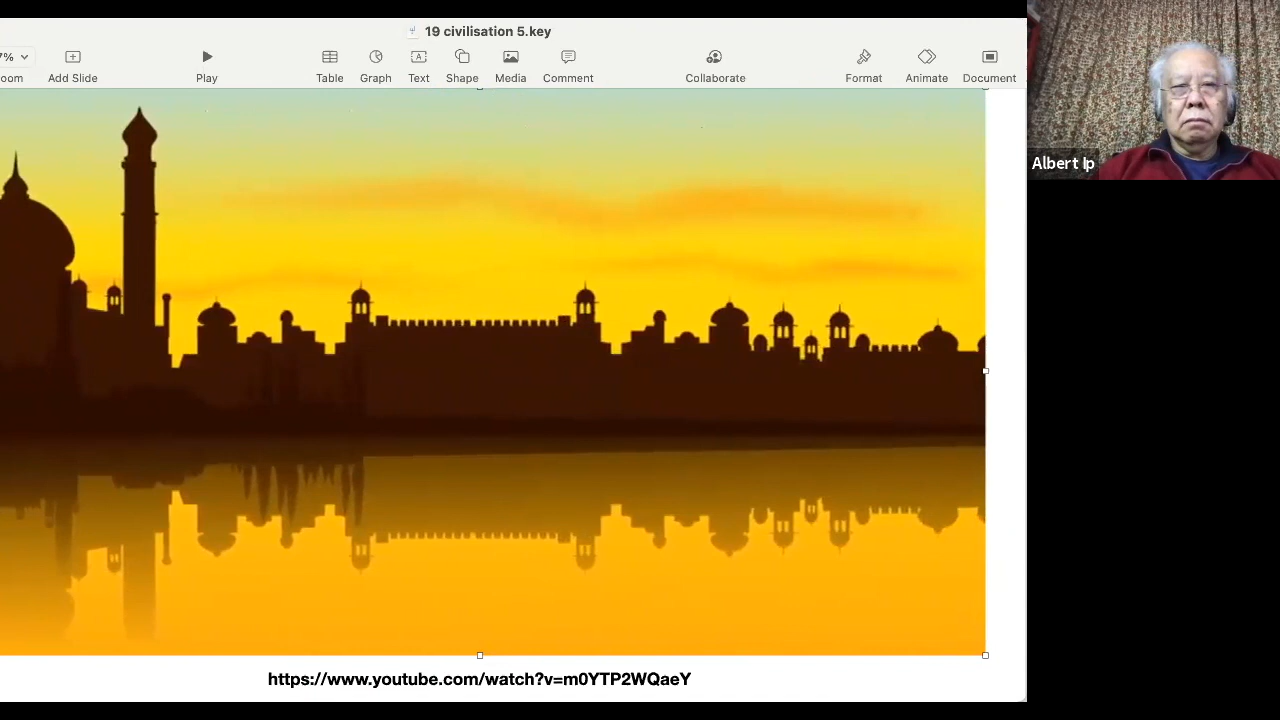 19 civilisation 5.key
7%
oom
Add Slide
Play
Table
Graph
Text
Shape
Media
Comment
Collaborate
Format
Animate
Document
Albert Ip
https://www.youtube.com/watch?v=m0YTP2WQaeY